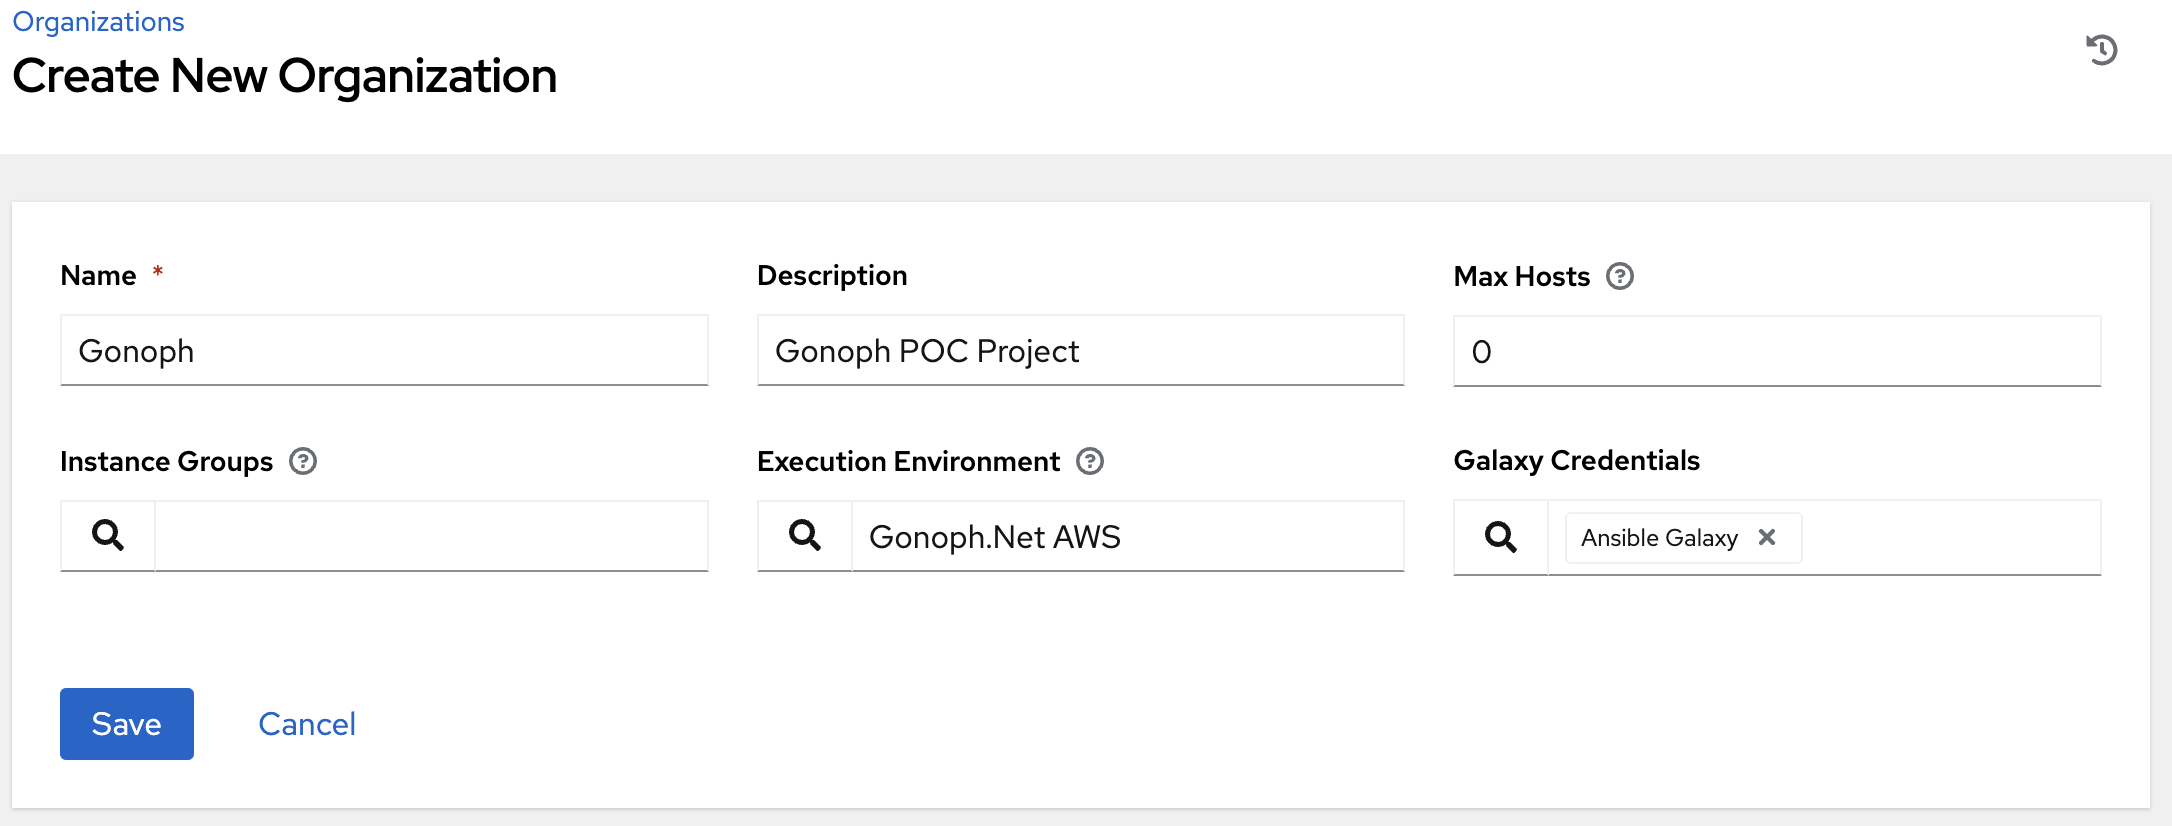 Organizations
Create New Organization
Name *
Description
Max Hosts
Gonoph
Gonoph POC Project
0
Instance Groups
Execution Environment
Galaxy Credentials
Gonoph.Net AWS
Ansible Galaxy
Save
Cancel